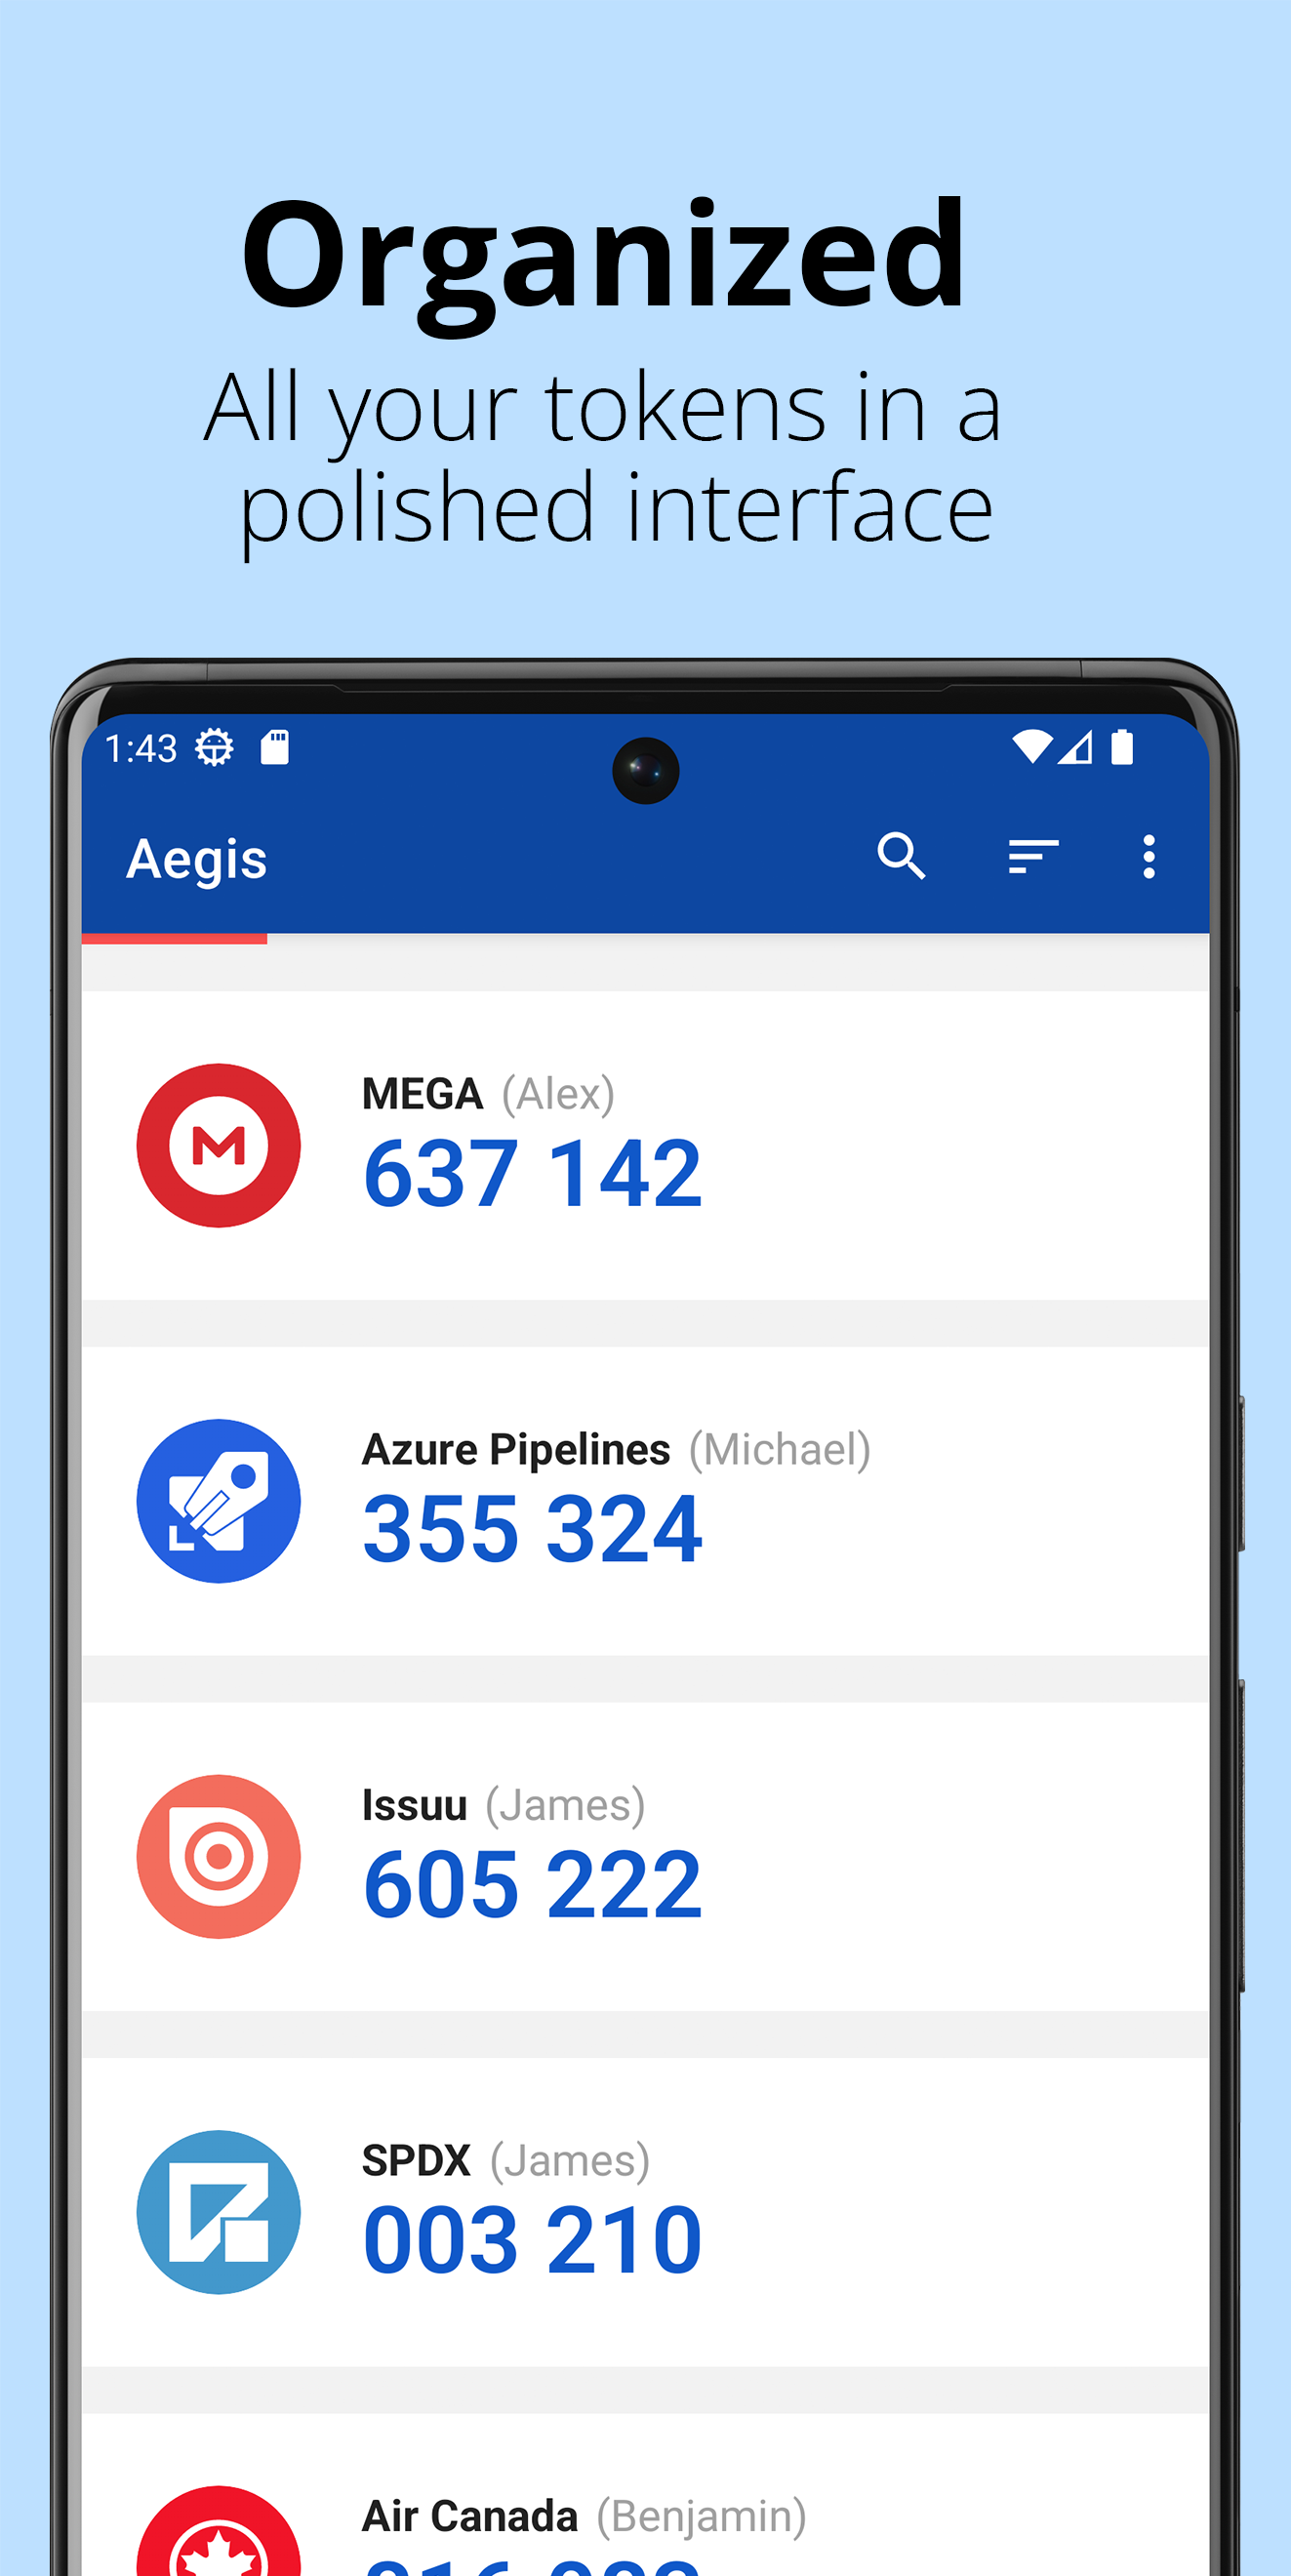 Organized
All your tokens in a
polished interface
1:43
Aegis
MEGA (Alex)
637 142
Azure Pipelines (Michael)
355 324
Issuu (James)
605 222
SPDX (James)
003 210
Air Canada (Benjamin)